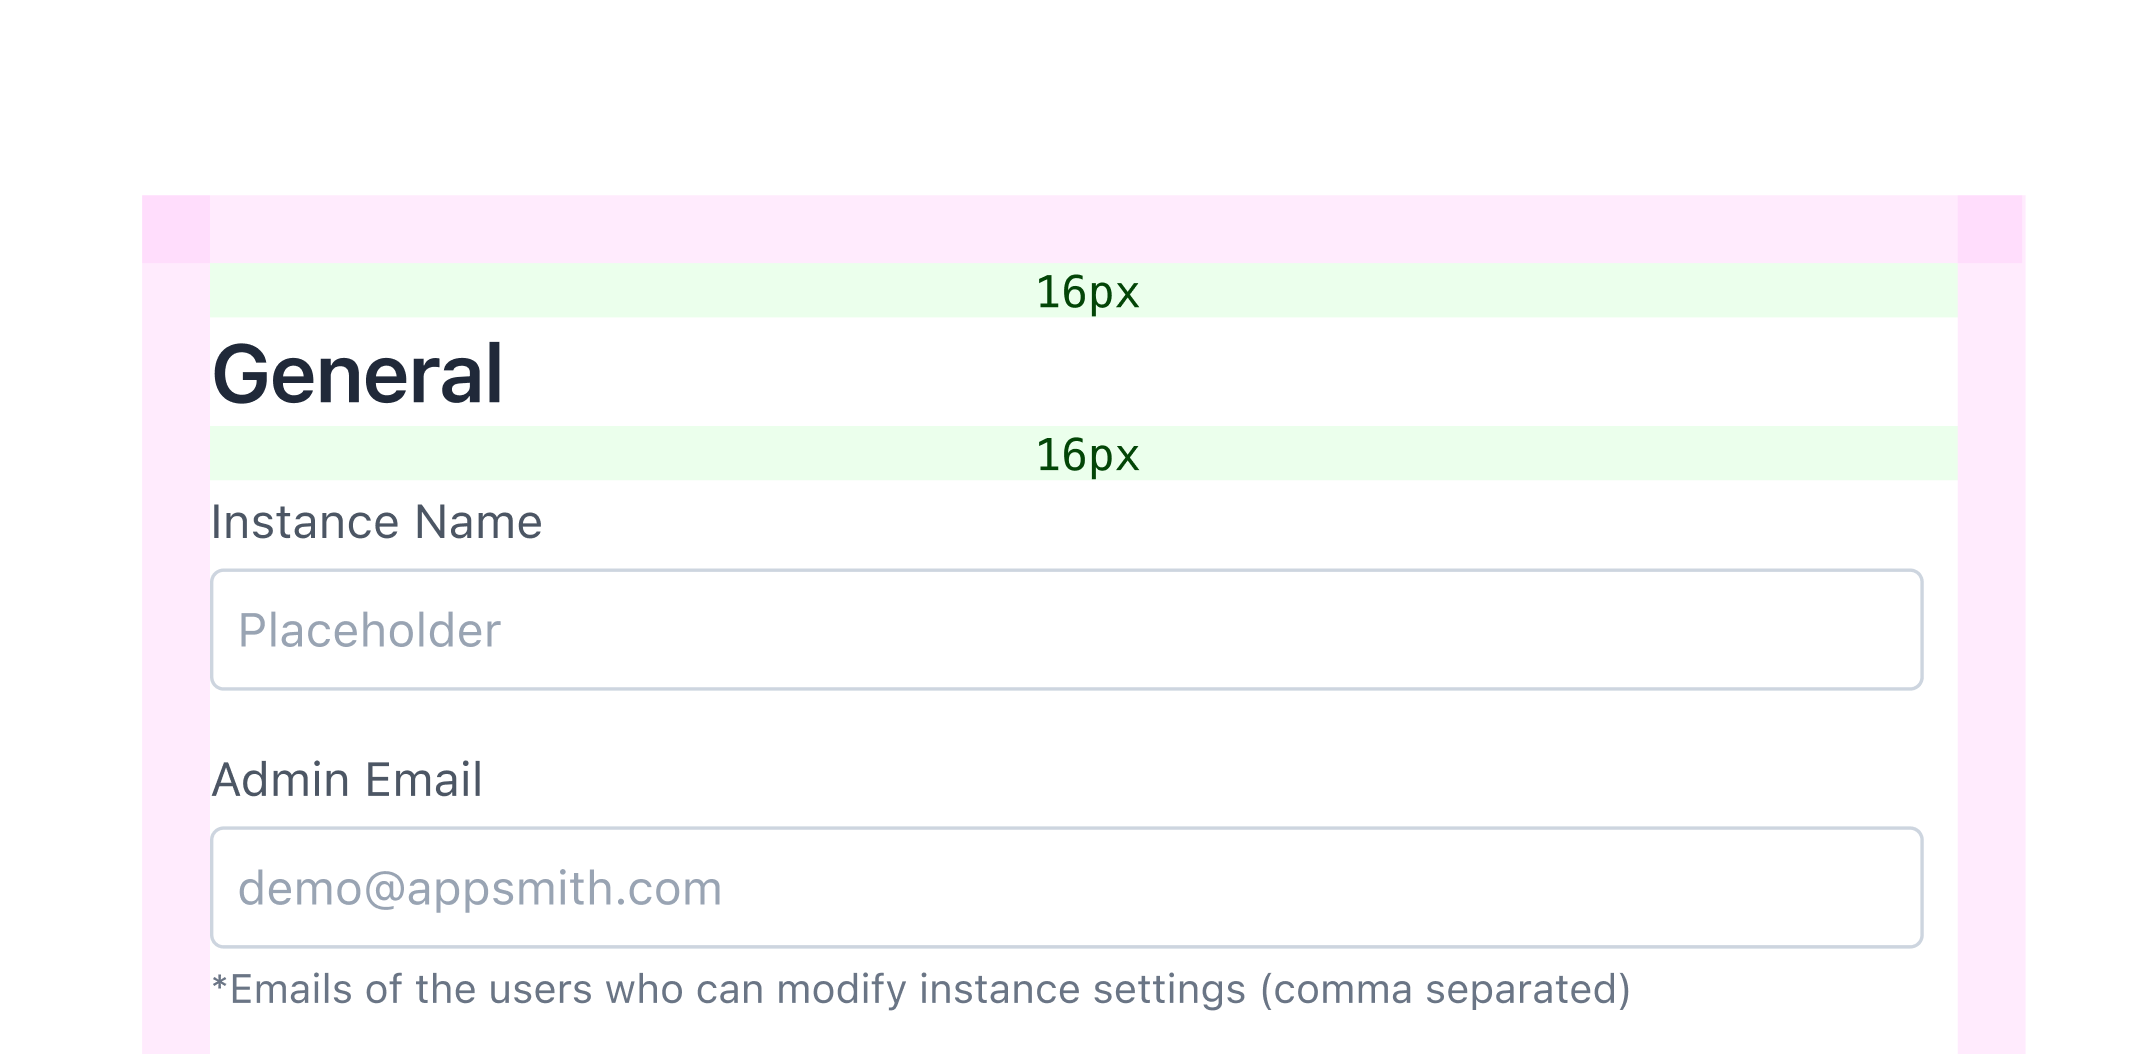 16px
General
16px
Instance Name
Placeholder
Admin Email
demo@appsmith.com
*Emails of the users who can modify instance settings (comma separated)